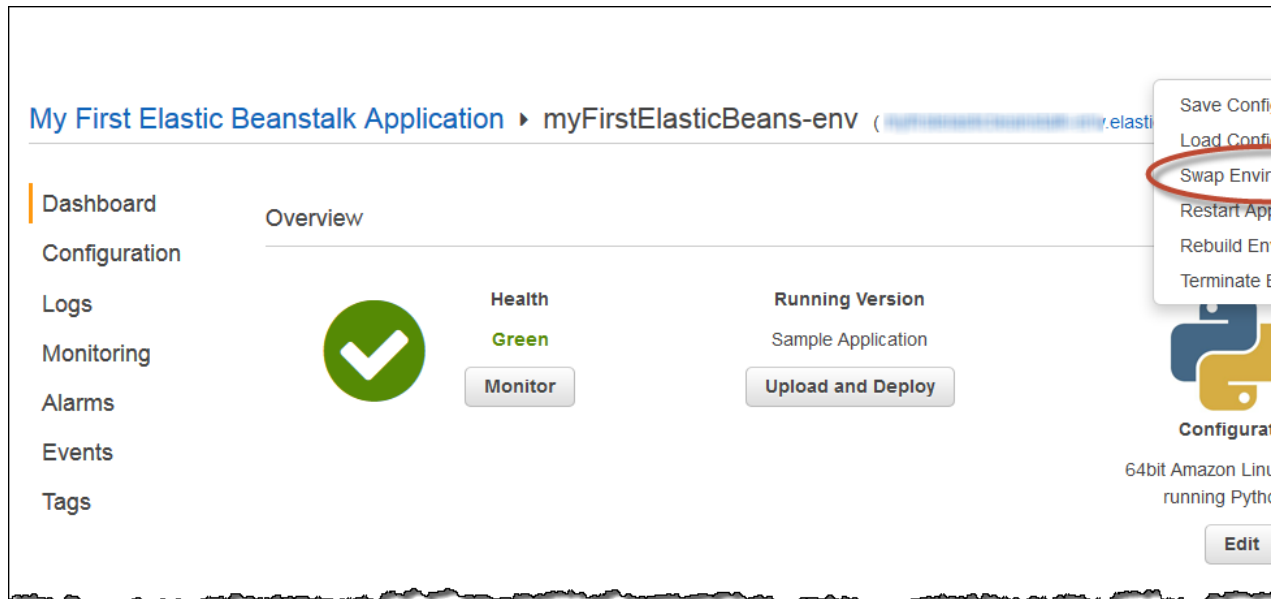 My First Elastic Beanstalk Application ▸ myFirstElasticBeans-env ( .elasti
Save Confi
Load Confi
Swap Envir
Restart App
Rebuild En
Terminate E
Dashboard
Configuration
Logs
Monitoring
Alarms
Events
Tags
Overview
Health
Green
Monitor
Running Version
Sample Application
Upload and Deploy
Configurat
64bit Amazon Linu
running Pytho
Edit